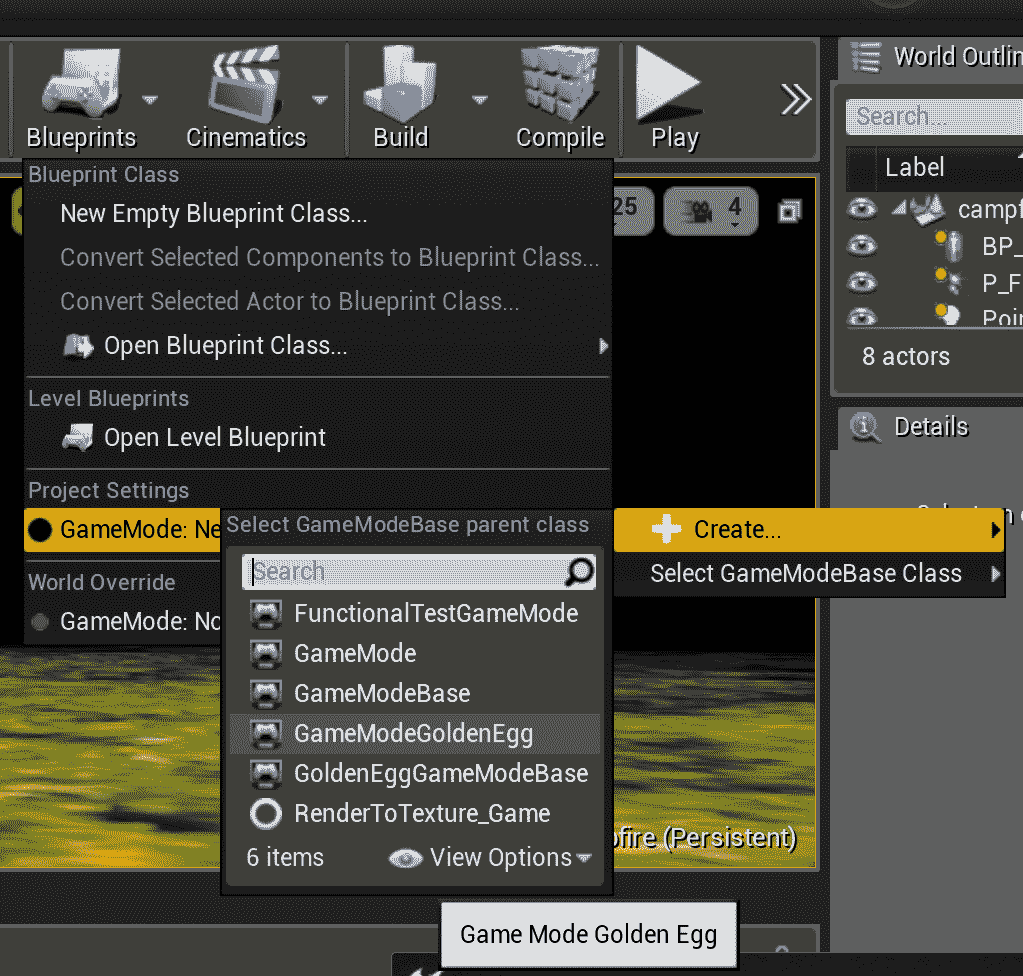 Blueprints
Cinematics
Build
Compile
Play
World Outlin
Search...
Label
campf
BP_
P_F
Poin
8 actors
Details
25
4
Blueprint Class
New Empty Blueprint Class...
Convert Selected Components to Blueprint Class...
Convert Selected Actor to Blueprint Class...
Open Blueprint Class...
Level Blueprints
Open Level Blueprint
Project Settings
GameMode: Ne
World Override
GameMode: No
Create...
Select GameModeBase Class
Select GameModeBase parent class
Search
FunctionalTestGameMode
GameMode
GameModeBase
GameModeGoldenEgg
GoldenEggGameModeBase
RenderToTexture_Game
6 items
View Options
fire (Persistent)
Game Mode Golden Egg